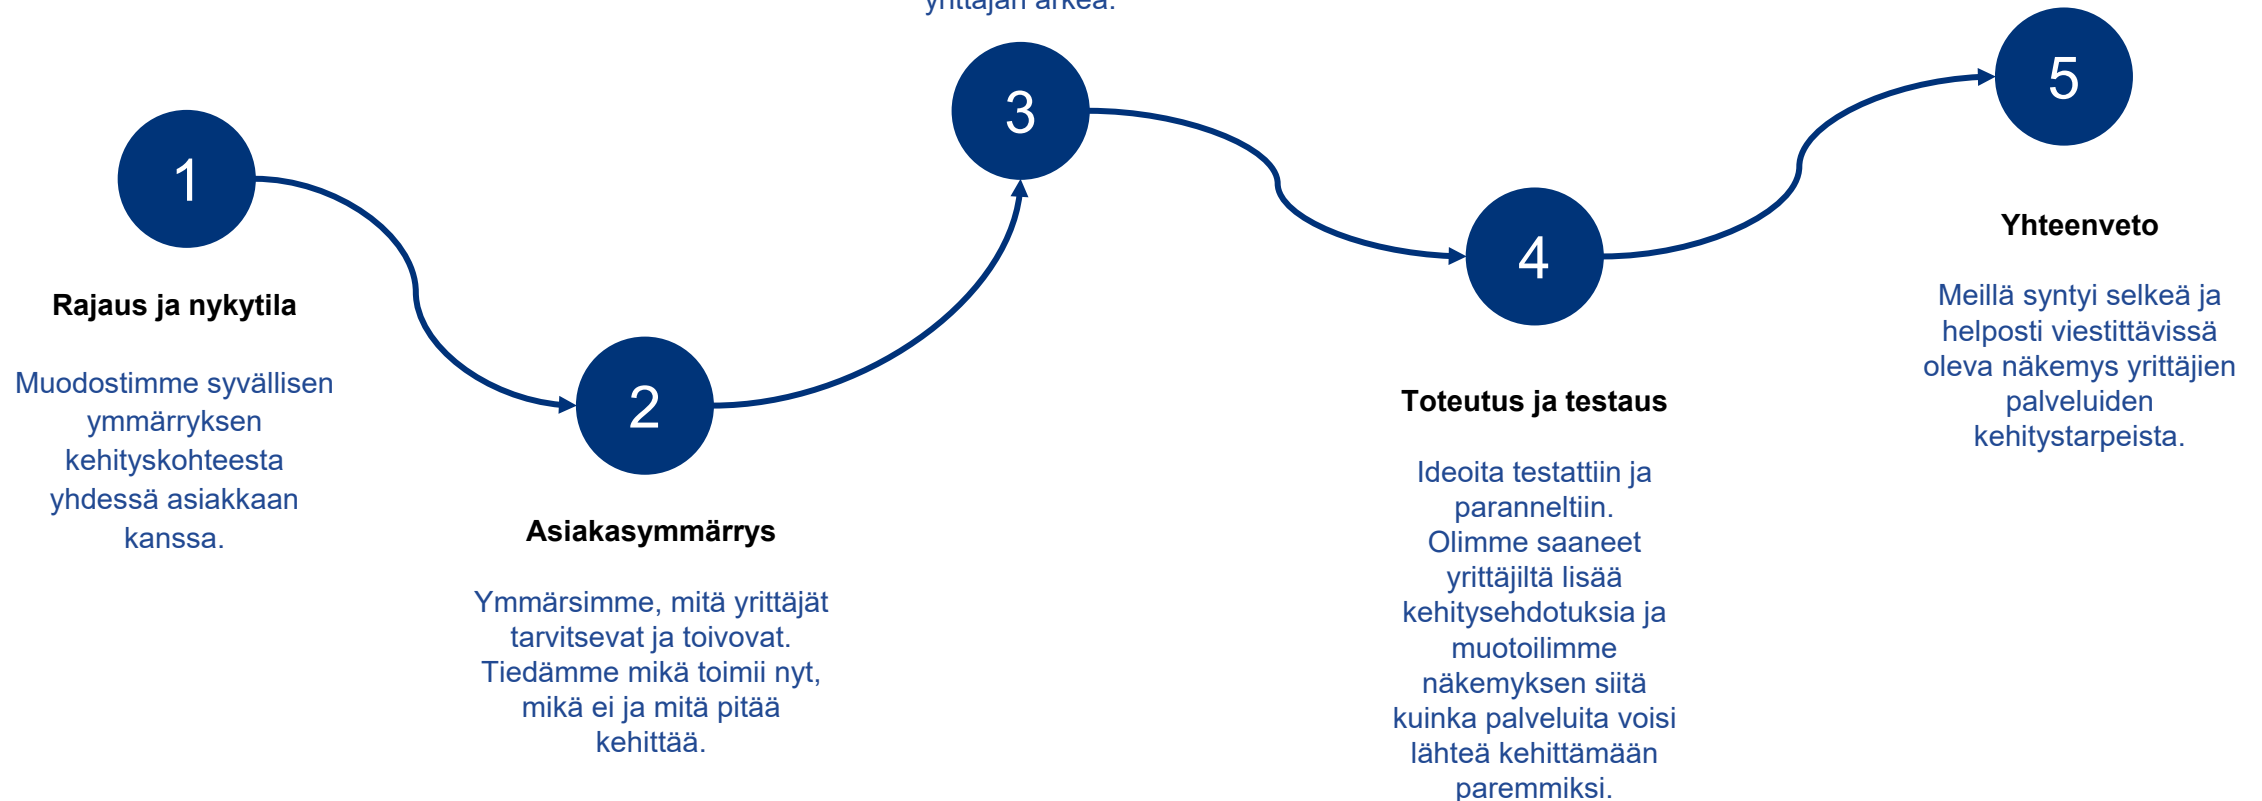 yrittäjän arkea.
1
Rajaus ja nykytila
Muodostimme syvällisen
ymmärryksen
kehityskohteesta
yhdessä asiakkaan
kanssa.
2
Asiakasymmärrys
Ymmärsimme, mitä yrittäjät
tarvitsevat ja toivovat.
Tiedämme mikä toimii nyt,
mikä ei ja mitä pitää
kehittää.
3
4
Toteutus ja testaus
Ideoita testattiin ja
paranneltiin.
Olimme saaneet
yrittäjiltä lisää
kehitysehdotuksia ja
muotoilimme
näkemyksen siitä
kuinka palveluita voisi
lähteä kehittämään
paremmiksi.
5
Yhteenveto
Meillä syntyi selkeä ja
helposti viestittävissä
oleva näkemys yrittäjien
palveluiden
kehitystarpeista.